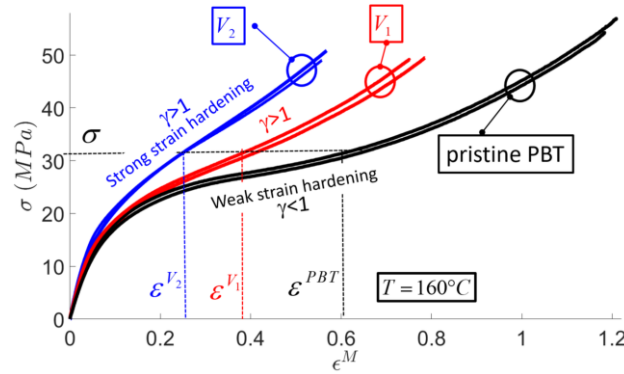 V₂
V₁
γ>1
Strong strain hardening
γ>1
σ
pristine PBT
Weak strain hardening
γ<1
ε^{V₂}
ε^{V₁}
ε^{PBT}
T = 160°C
60
50
40
30
20
10
0
σ (MPa)
0
0.2
0.4
0.6
0.8
1
1.2
ϵ^M